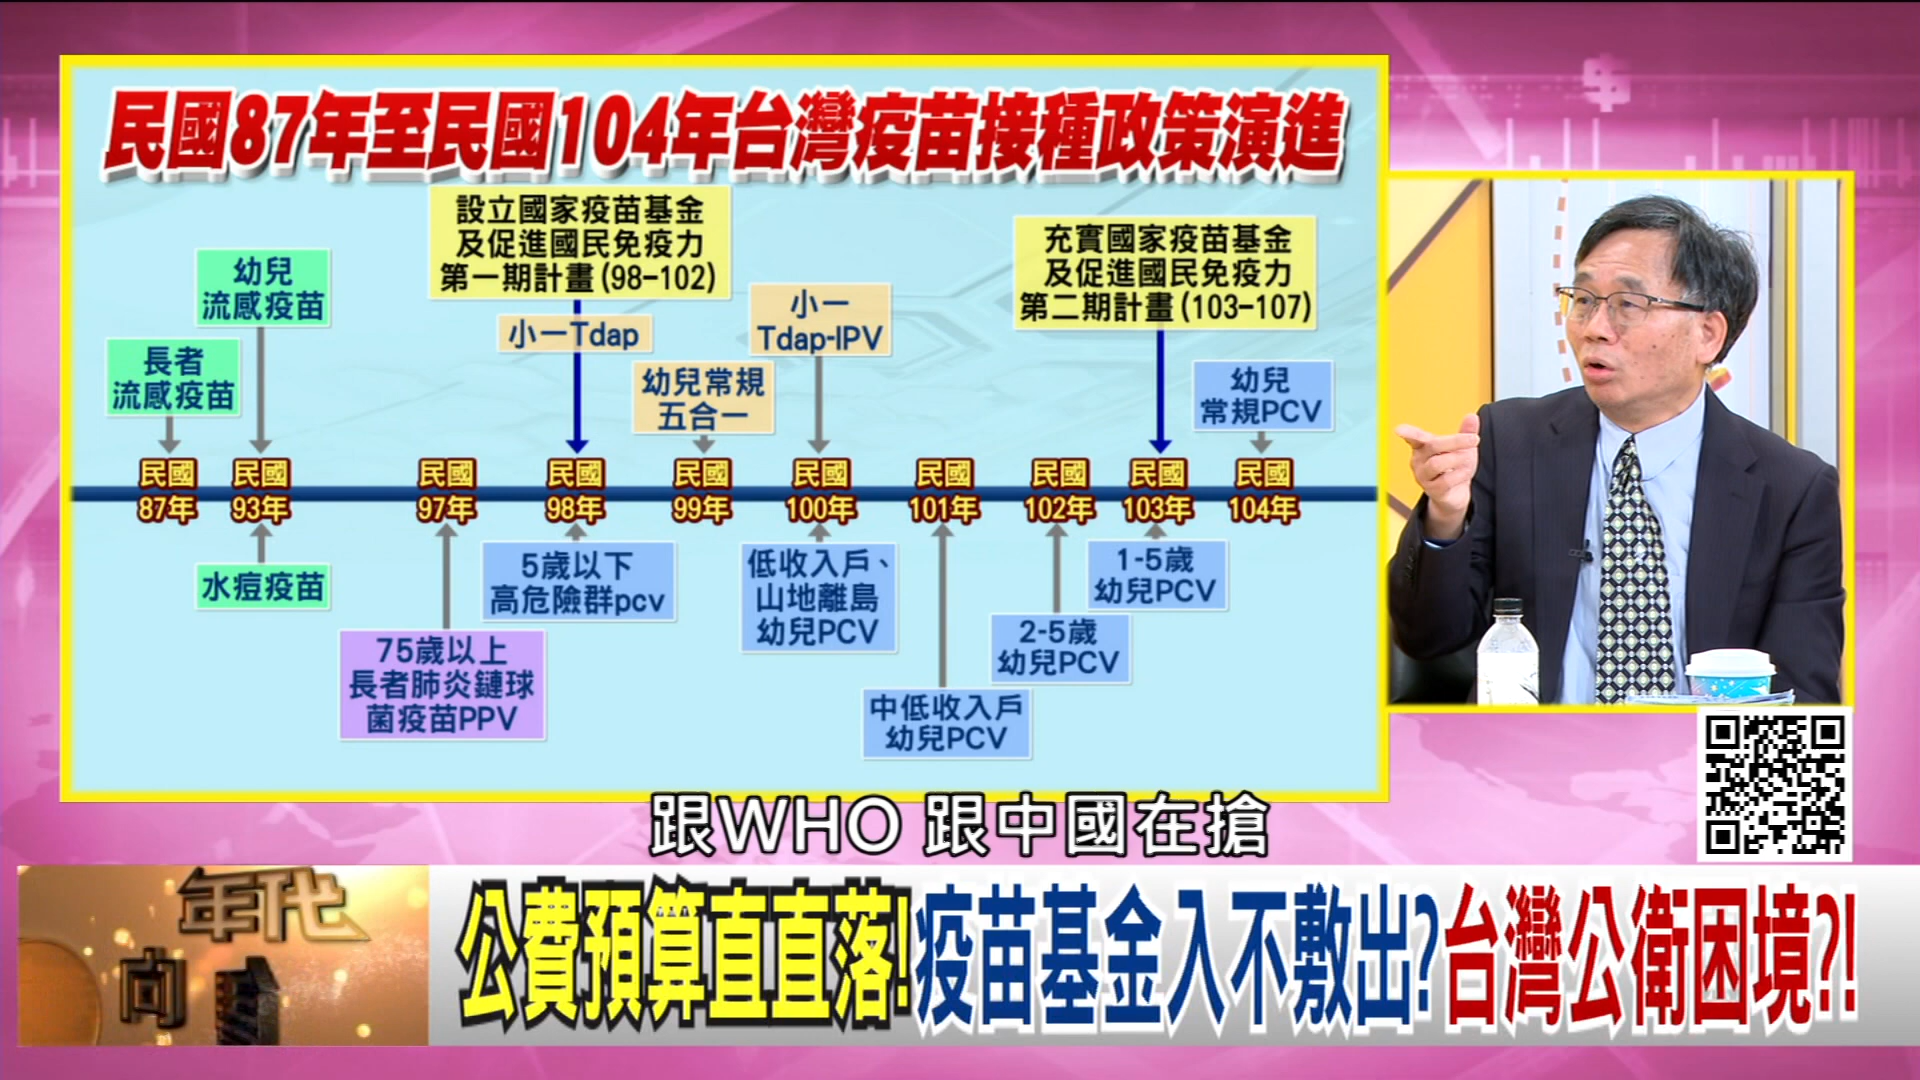 民國87年至民國104年台灣疫苗接種政策演進
設立國家疫苗基金
及促進國民免疫力
第一期計畫(98-102)
充實國家疫苗基金
及促進國民免疫力
第二期計畫(103-107)
幼兒
流感疫苗
長者
流感疫苗
小一Tdap
小一
Tdap-IPV
幼兒常規
五合一
幼兒
常規PCV
民國
87年
民國
93年
民國
97年
民國
98年
民國
99年
民國
100年
民國
101年
民國
102年
民國
103年
民國
104年
水痘疫苗
75歲以上
長者肺炎鏈球
菌疫苗PPV
5歲以下
高危險群pcv
低收入戶、
山地離島
幼兒PCV
中低收入戶
幼兒PCV
2-5歲
幼兒PCV
1-5歲
幼兒PCV
跟WHO 跟中國在搶
年代
向
公費預算直直落!疫苗基金入不敷出?台灣公衛困境?!